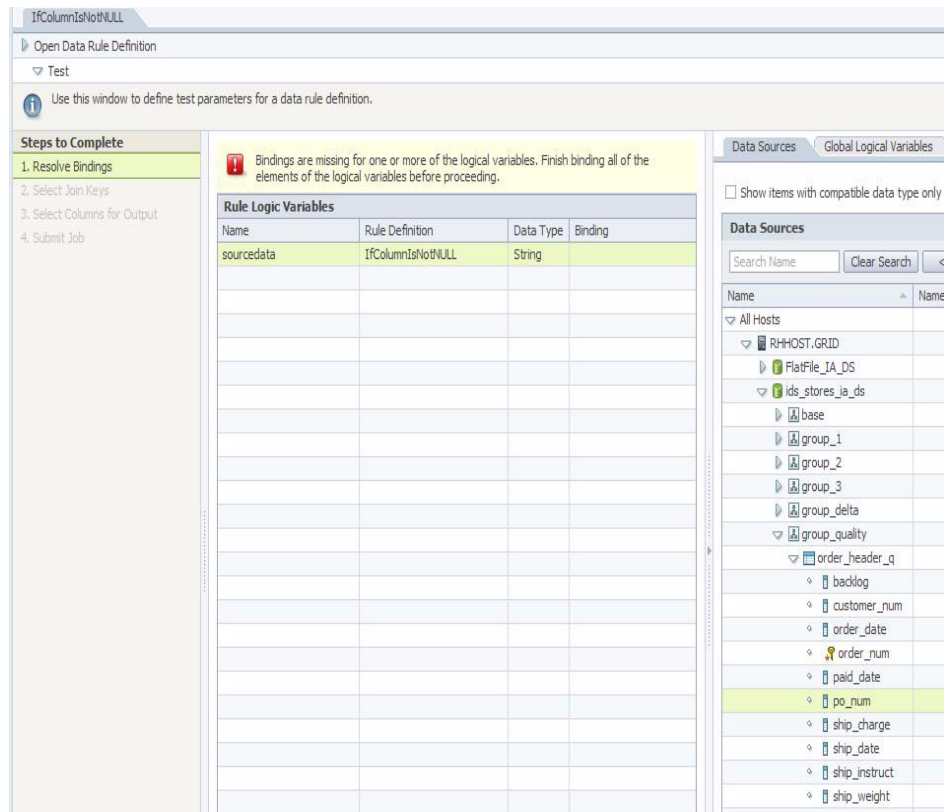 IfColumnIsNotNULL
Open Data Rule Definition
Test
Use this window to define test parameters for a data rule definition.
Steps to Complete
1. Resolve Bindings
2. Select Join Keys
3. Select Columns for Output
4. Submit Job
Bindings are missing for one or more of the logical variables. Finish binding all of the
elements of the logical variables before proceeding.
Rule Logic Variables
Name Rule Definition Data Type Binding
sourcedata IfColumnIsNotNULL String
Data Sources Global Logical Variables
Show items with compatible data type only
Data Sources
Search Name Clear Search <
Name Name
All Hosts
RHHOST.GRID
FlatFile_IA_DS
ids_stores_ia_ds
base
group_1
group_2
group_3
group_delta
group_quality
order_header_q
backlog
customer_num
order_date
order_num
paid_date
po_num
ship_charge
ship_date
ship_instruct
ship_weight